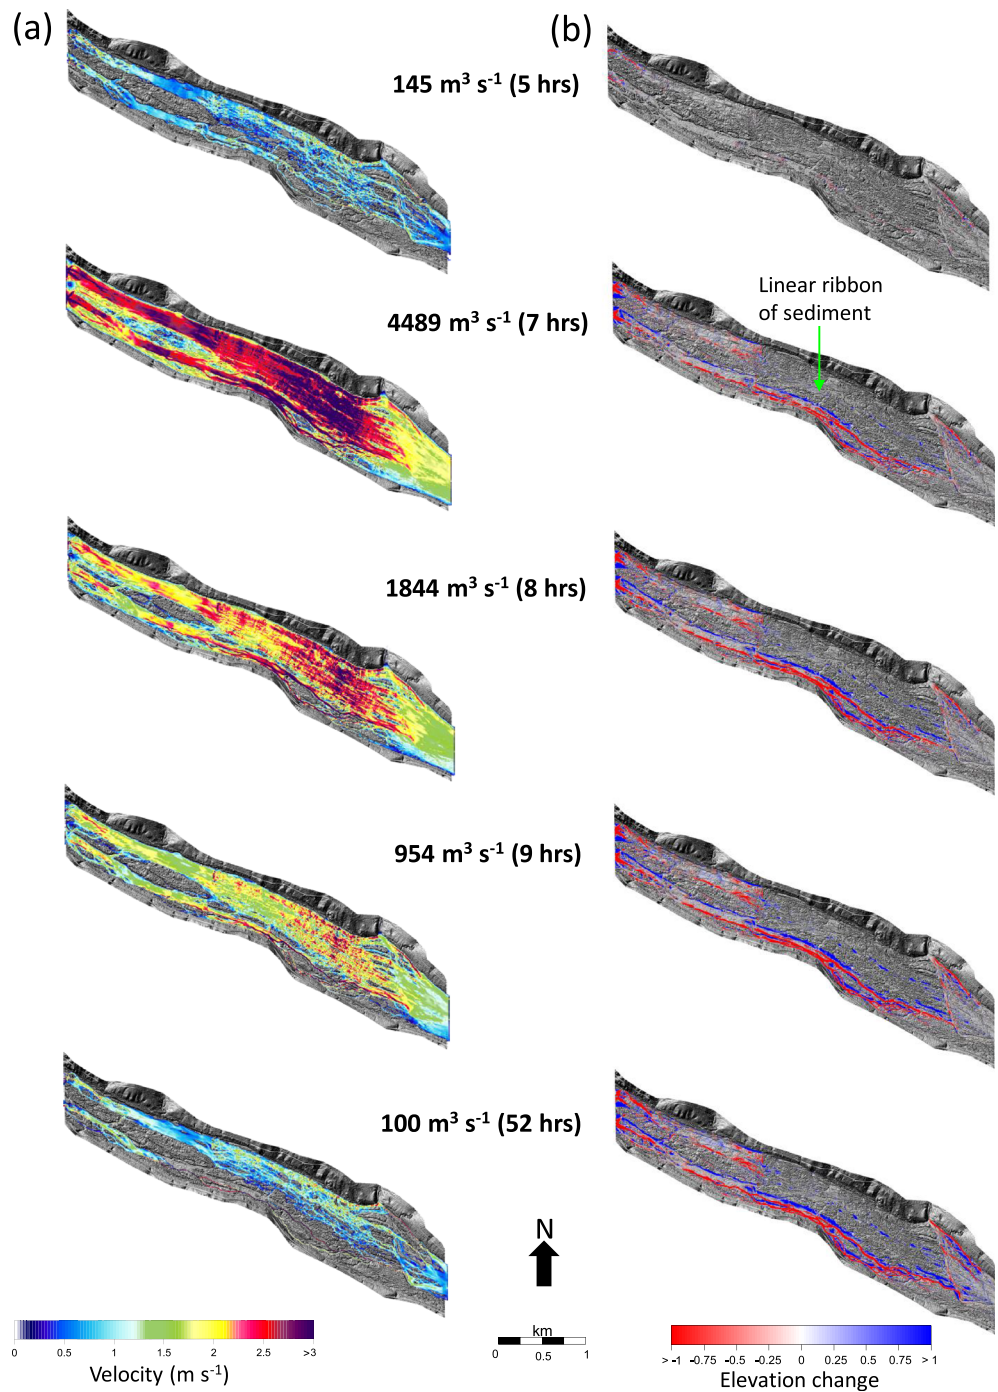 (a)
(b)
145 m³ s⁻¹ (5 hrs)
Linear ribbon
of sediment
4489 m³ s⁻¹ (7 hrs)
1844 m³ s⁻¹ (8 hrs)
954 m³ s⁻¹ (9 hrs)
100 m³ s⁻¹ (52 hrs)
N
km
0 0.5 1
0 0.5 1 1.5 2 2.5 >3
Velocity (m s⁻¹)
> -1 -0.75 -0.5 -0.25 0 0.25 0.5 0.75 > 1
Elevation change